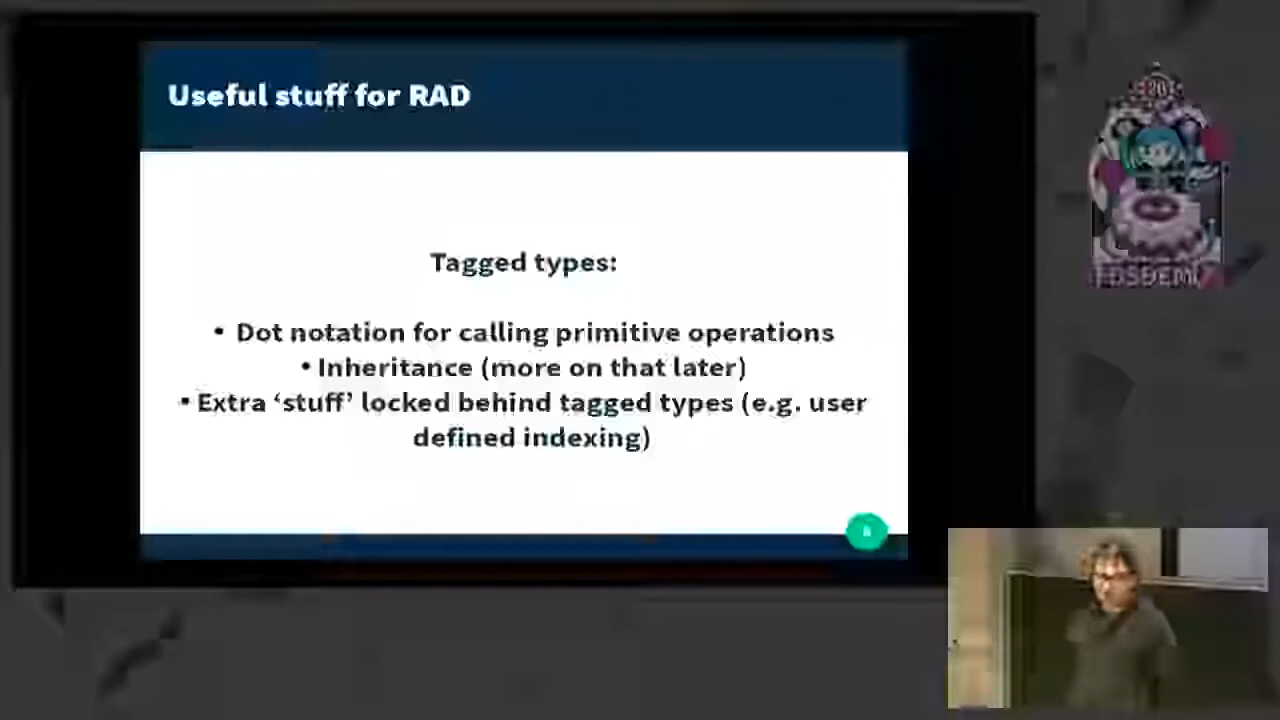 Useful stuff for RAD
Tagged types:
• Dot notation for calling primitive operations
• Inheritance (more on that later)
• Extra ‘stuff’ locked behind tagged types (e.g. user
defined indexing)